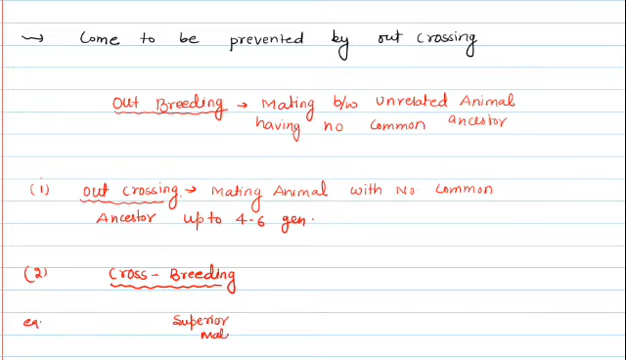 → Come to be prevented by out crossing
Out Breeding → Mating b/w unrelated Animal
having no common ancestor
(1) Out crossing → Mating Animal with No Common
Ancestor up to 4-6 gen.
(2) Cross - Breeding
eg. Superior
Mal